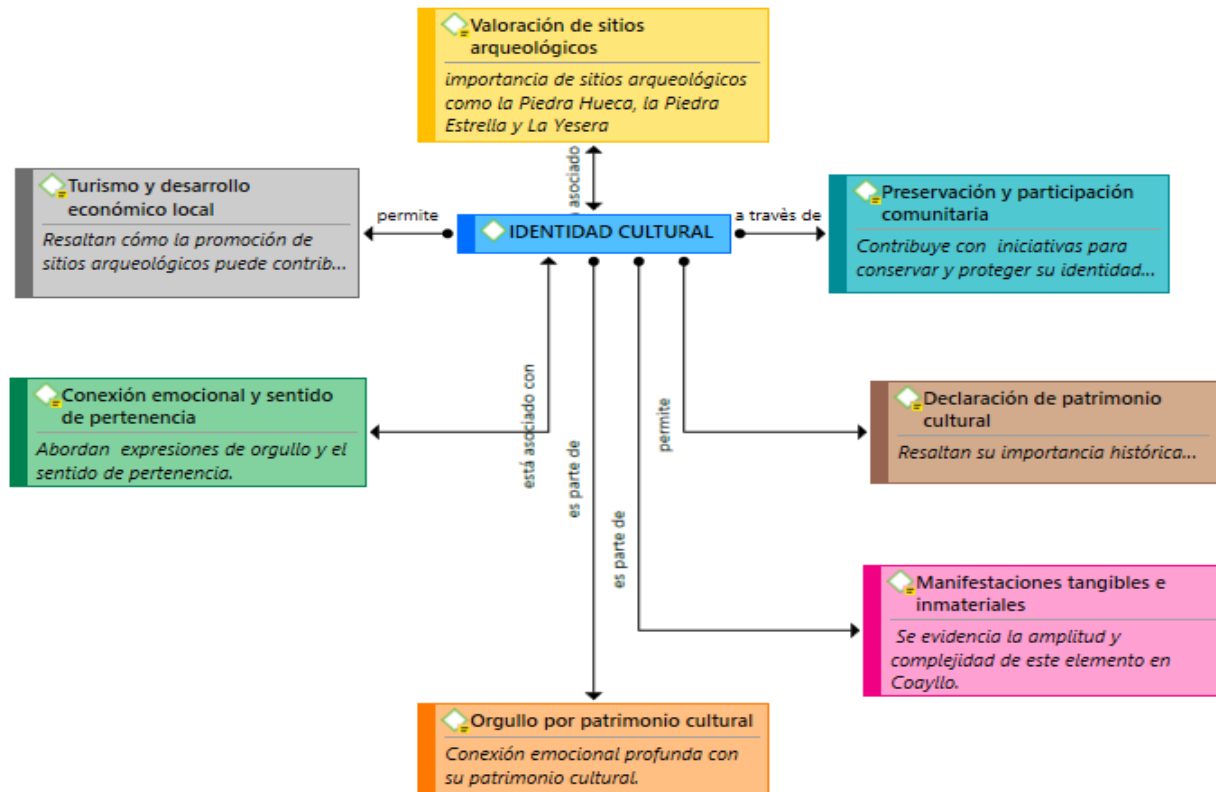 Valoración de sitios
arqueológicos
importancia de sitios arqueológicos
como la Piedra Hueca, la Piedra
Estrella y La Yesera
asociado
Turismo y desarrollo
económico local
Resaltan cómo la promoción de
sitios arqueológicos puede contrib...
permite
IDENTIDAD CULTURAL
a travès de
Preservación y participación
comunitaria
Contribuye con iniciativas para
conservar y proteger su identidad...
Conexión emocional y sentido
de pertenencia
Abordan expresiones de orgullo y el
sentido de pertenencia.
está asociado con
es parte de
es parte de
permite
Declaración de patrimonio
cultural
Resaltan su importancia histórica...
Manifestaciones tangibles e
inmateriales
Se evidencia la amplitud y
complejidad de este elemento en
Coayllo.
Orgullo por patrimonio cultural
Conexión emocional profunda con
su patrimonio cultural.